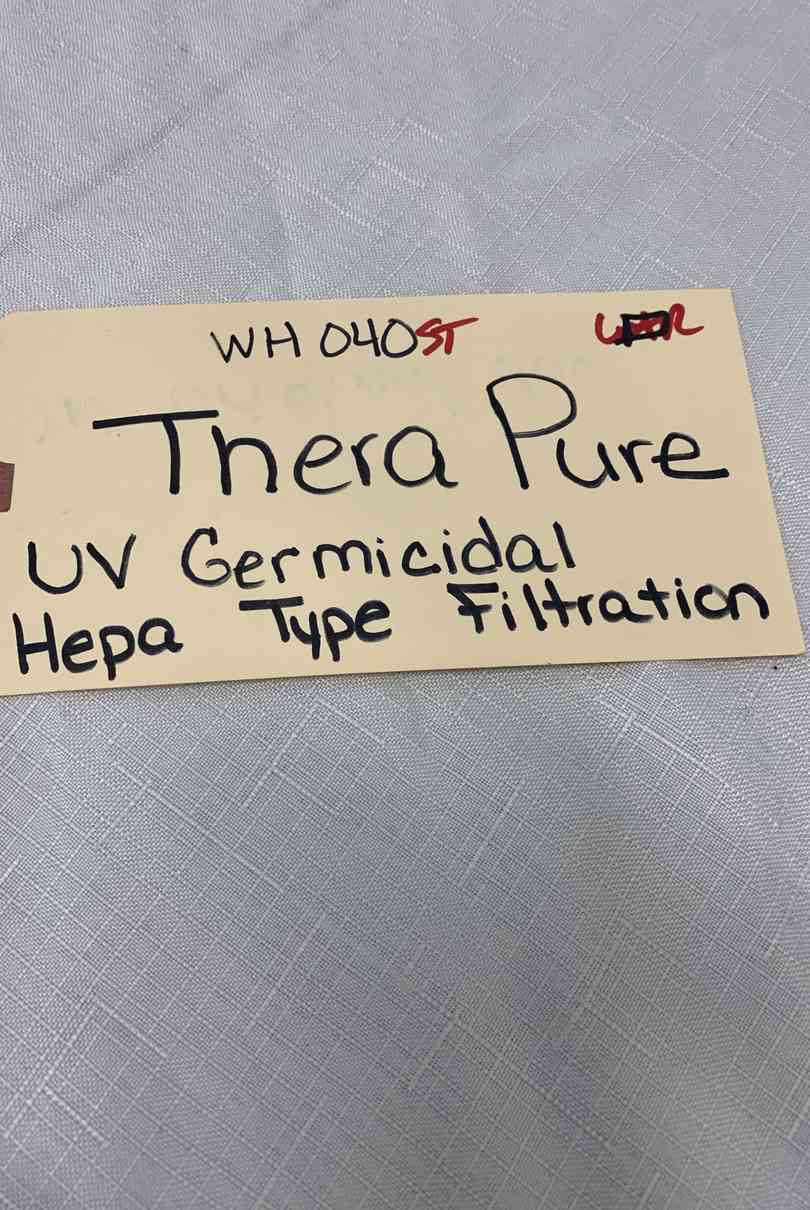 WH 040ST
Thera Pure
UV Germicidal
Hepa Type Filtration